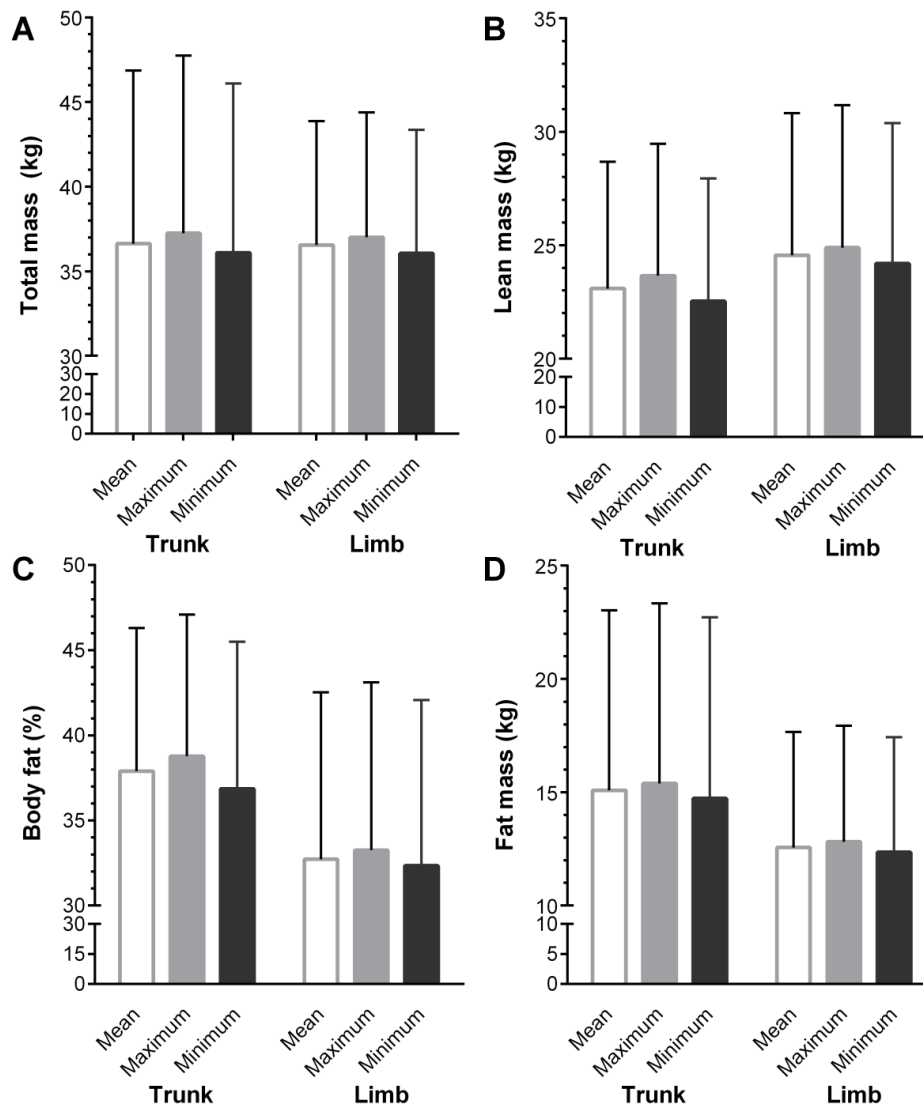 A
Total mass (kg)
50
45
40
35
30
30
20
10
0
Mean
Maximum
Minimum
Mean
Maximum
Minimum
Trunk
Limb
B
Lean mass (kg)
35
30
25
20
20
10
0
Mean
Maximum
Minimum
Mean
Maximum
Minimum
Trunk
Limb
C
Body fat (%)
50
45
40
35
30
30
15
0
Mean
Maximum
Minimum
Mean
Maximum
Minimum
Trunk
Limb
D
Fat mass (kg)
25
20
15
10
10
5
0
Mean
Maximum
Minimum
Mean
Maximum
Minimum
Trunk
Limb